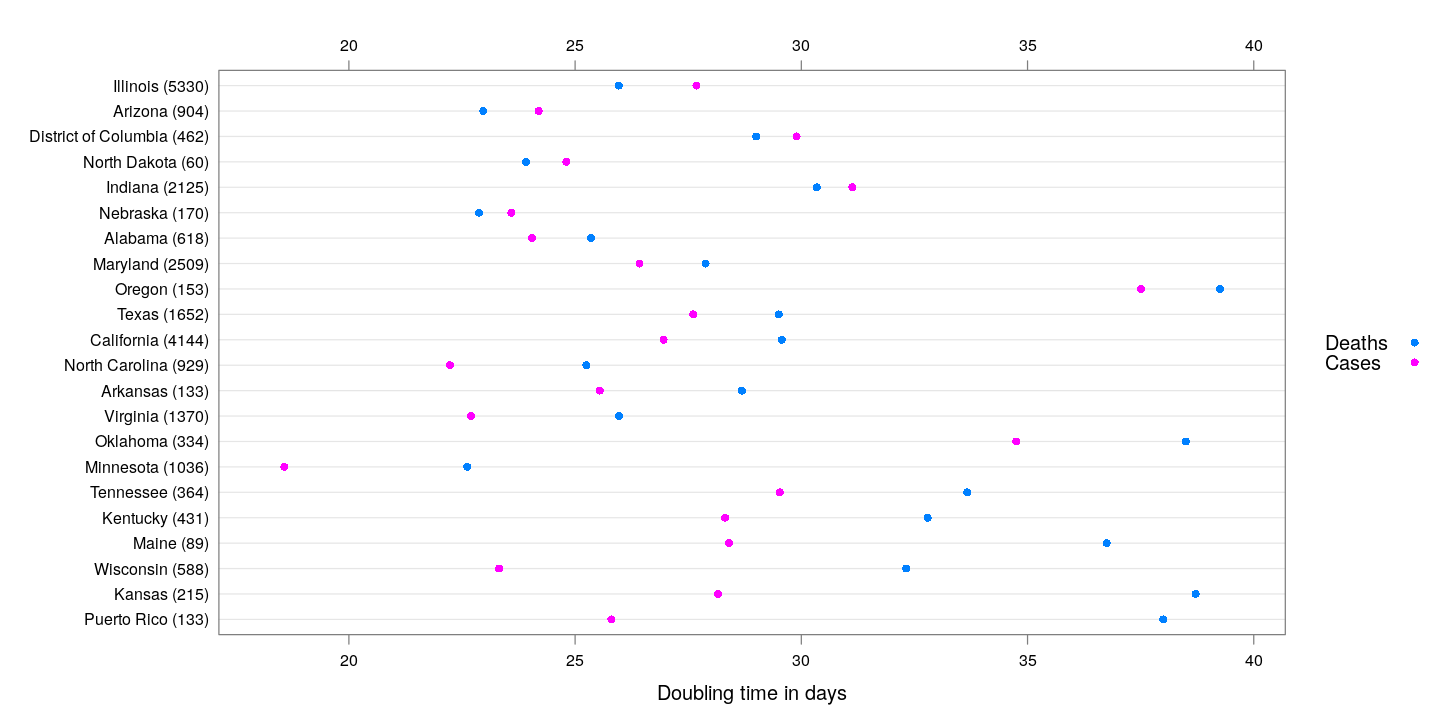 20 25 30 35 40
Illinois (5330)
Arizona (904)
District of Columbia (462)
North Dakota (60)
Indiana (2125)
Nebraska (170)
Alabama (618)
Maryland (2509)
Oregon (153)
Texas (1652)
California (4144)
North Carolina (929)
Arkansas (133)
Virginia (1370)
Oklahoma (334)
Minnesota (1036)
Tennessee (364)
Kentucky (431)
Maine (89)
Wisconsin (588)
Kansas (215)
Puerto Rico (133)
20 25 30 35 40
Doubling time in days
Deaths
Cases